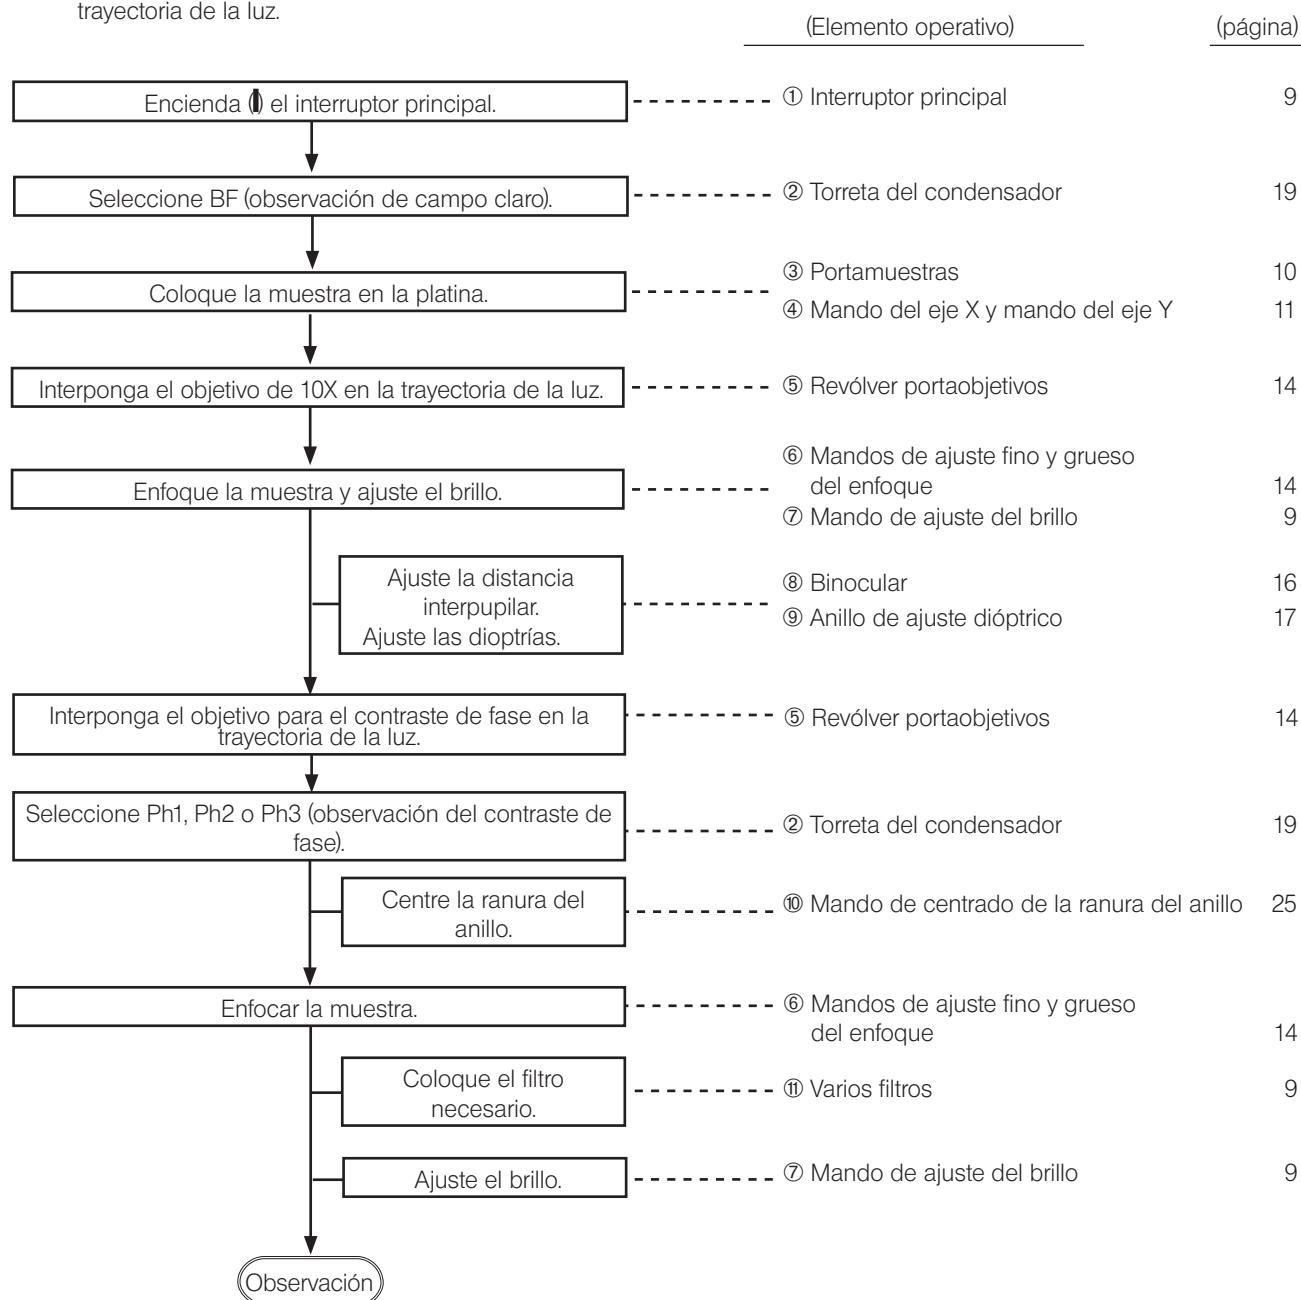 trayectoria de la luz.
(Elemento operativo) (página)
Encienda (I) el interruptor principal. ① Interruptor principal 9
Seleccione BF (observación de campo claro). ② Torreta del condensador 19
Coloque la muestra en la platina. ③ Portamuestras 10
④ Mando del eje X y mando del eje Y 11
Interponga el objetivo de 10X en la trayectoria de la luz. ⑤ Revólver portaobjetivos 14
Enfoque la muestra y ajuste el brillo. ⑥ Mandos de ajuste fino y grueso
del enfoque 14
⑦ Mando de ajuste del brillo 9
Ajuste la distancia
interpupilar.
Ajuste las dioptrías.
⑧ Binocular 16
⑨ Anillo de ajuste dióptrico 17
Interponga el objetivo para el contraste de fase en la
trayectoria de la luz.
⑤ Revólver portaobjetivos 14
Seleccione Ph1, Ph2 o Ph3 (observación del contraste de
fase).
② Torreta del condensador 19
Centre la ranura del
anillo.
⑩ Mando de centrado de la ranura del anillo 25
Enfocar la muestra. ⑥ Mandos de ajuste fino y grueso
del enfoque 14
Coloque el filtro
necesario.
⑪ Varios filtros 9
Ajuste el brillo. ⑦ Mando de ajuste del brillo 9
Observación